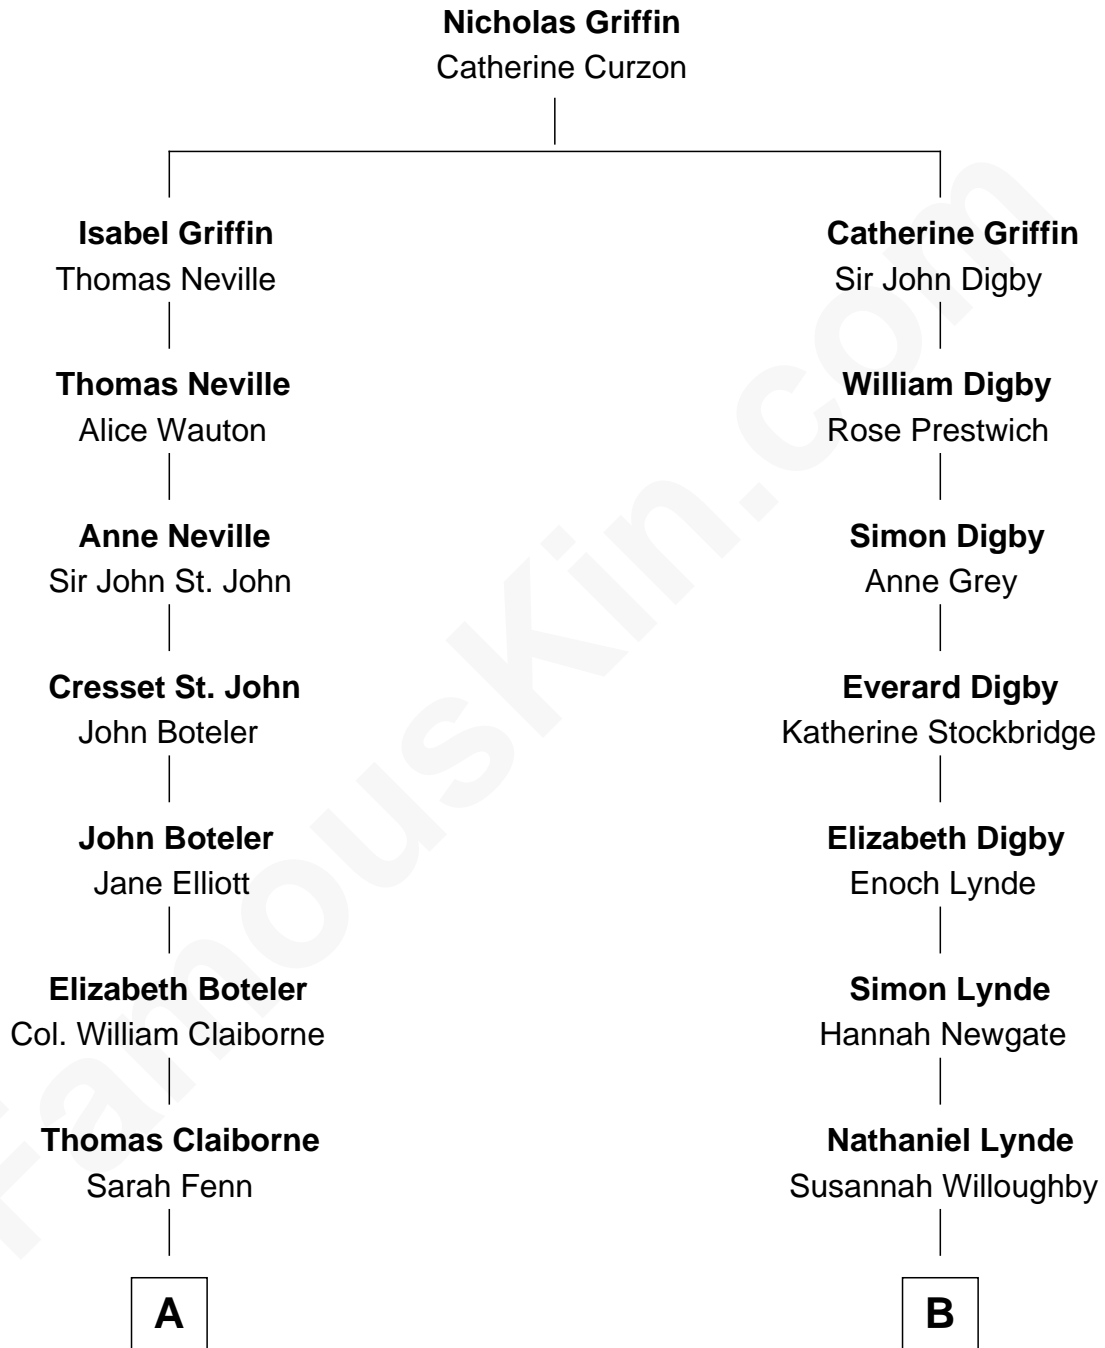 Nicholas Griffin
Catherine Curzon
Isabel Griffin
Thomas Neville
Catherine Griffin
Sir John Digby
Thomas Neville
Alice Wauton
William Digby
Rose Prestwich
Anne Neville
Sir John St. John
Simon Digby
Anne Grey
Cresset St. John
John Boteler
Everard Digby
Katherine Stockbridge
John Boteler
Jane Elliott
Elizabeth Digby
Enoch Lynde
Elizabeth Boteler
Col. William Claiborne
Simon Lynde
Hannah Newgate
Thomas Claiborne
Sarah Fenn
Nathaniel Lynde
Susannah Willoughby
A
B
FamousKin.com